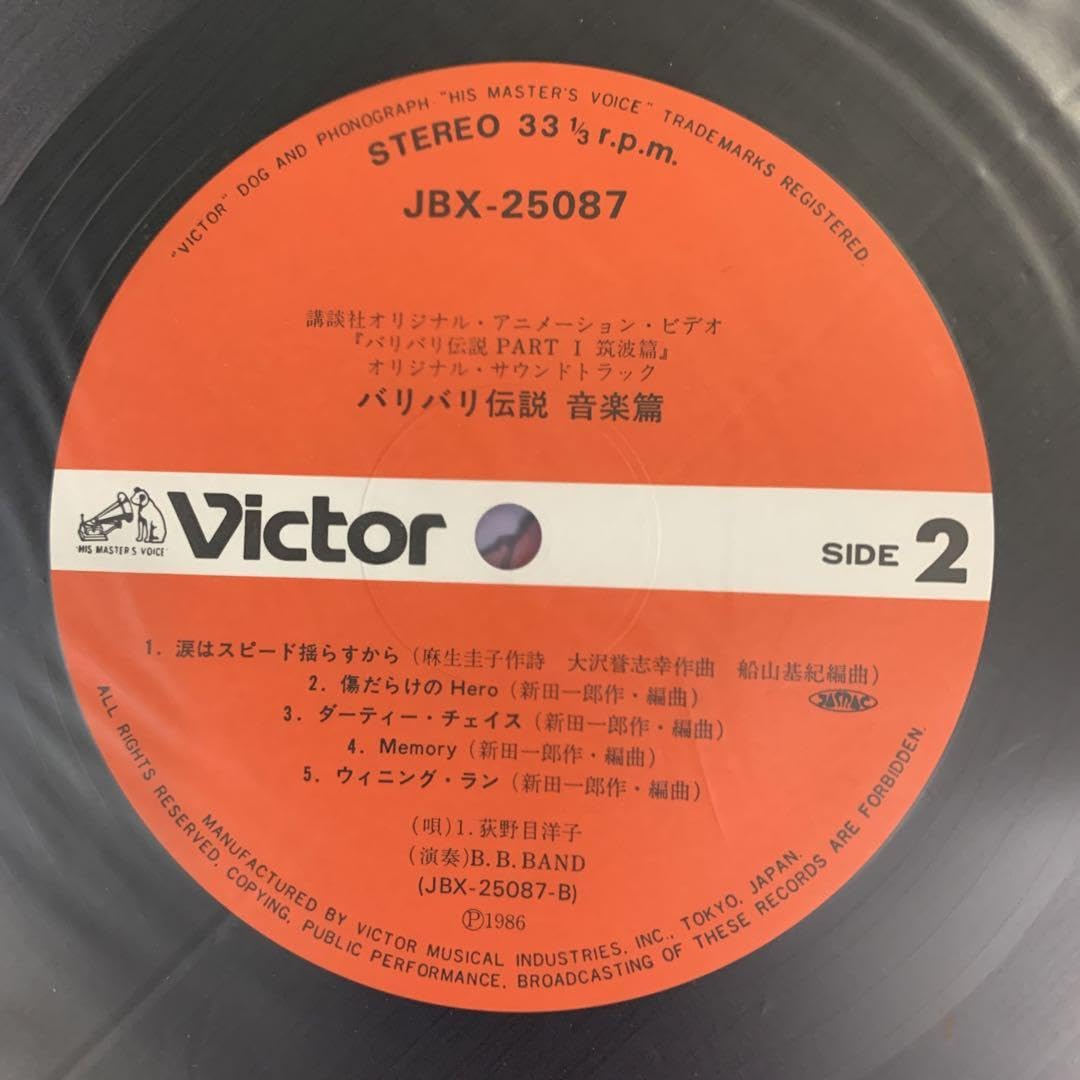 "VICTOR" DOG AND PHONOGRAPH "HIS MASTER'S VOICE" TRADEMARKS REGISTERED.
STEREO 33 1/3 r.p.m.
JBX-25087
講談社オリジナル・アニメーション・ビデオ
『バリバリ伝説 PART I 筑波篇』
オリジナル・サウンドトラック
バリバリ伝説 音楽篇
"HIS MASTER'S VOICE"
Victor
SIDE 2
1. 涙はスピード揺らすから (麻生圭子作詩 大沢誉志幸作曲 船山基紀編曲)
2. 傷だらけの Hero (新田一郎作・編曲)
JASRAC
3. ダーティー・チェイス (新田一郎作・編曲)
4. Memory (新田一郎作・編曲)
5. ウィニング・ラン (新田一郎作・編曲)
(唄) 1. 荻野目洋子
(演奏) B. B. BAND
(JBX-25087-B)
Ⓟ1986
MANUFACTURED BY VICTOR MUSICAL INDUSTRIES, INC., TOKYO, JAPAN.
ALL RIGHTS RESERVED, COPYING, PUBLIC PERFORMANCE, BROADCASTING OF THESE RECORDS ARE FORBIDDEN.